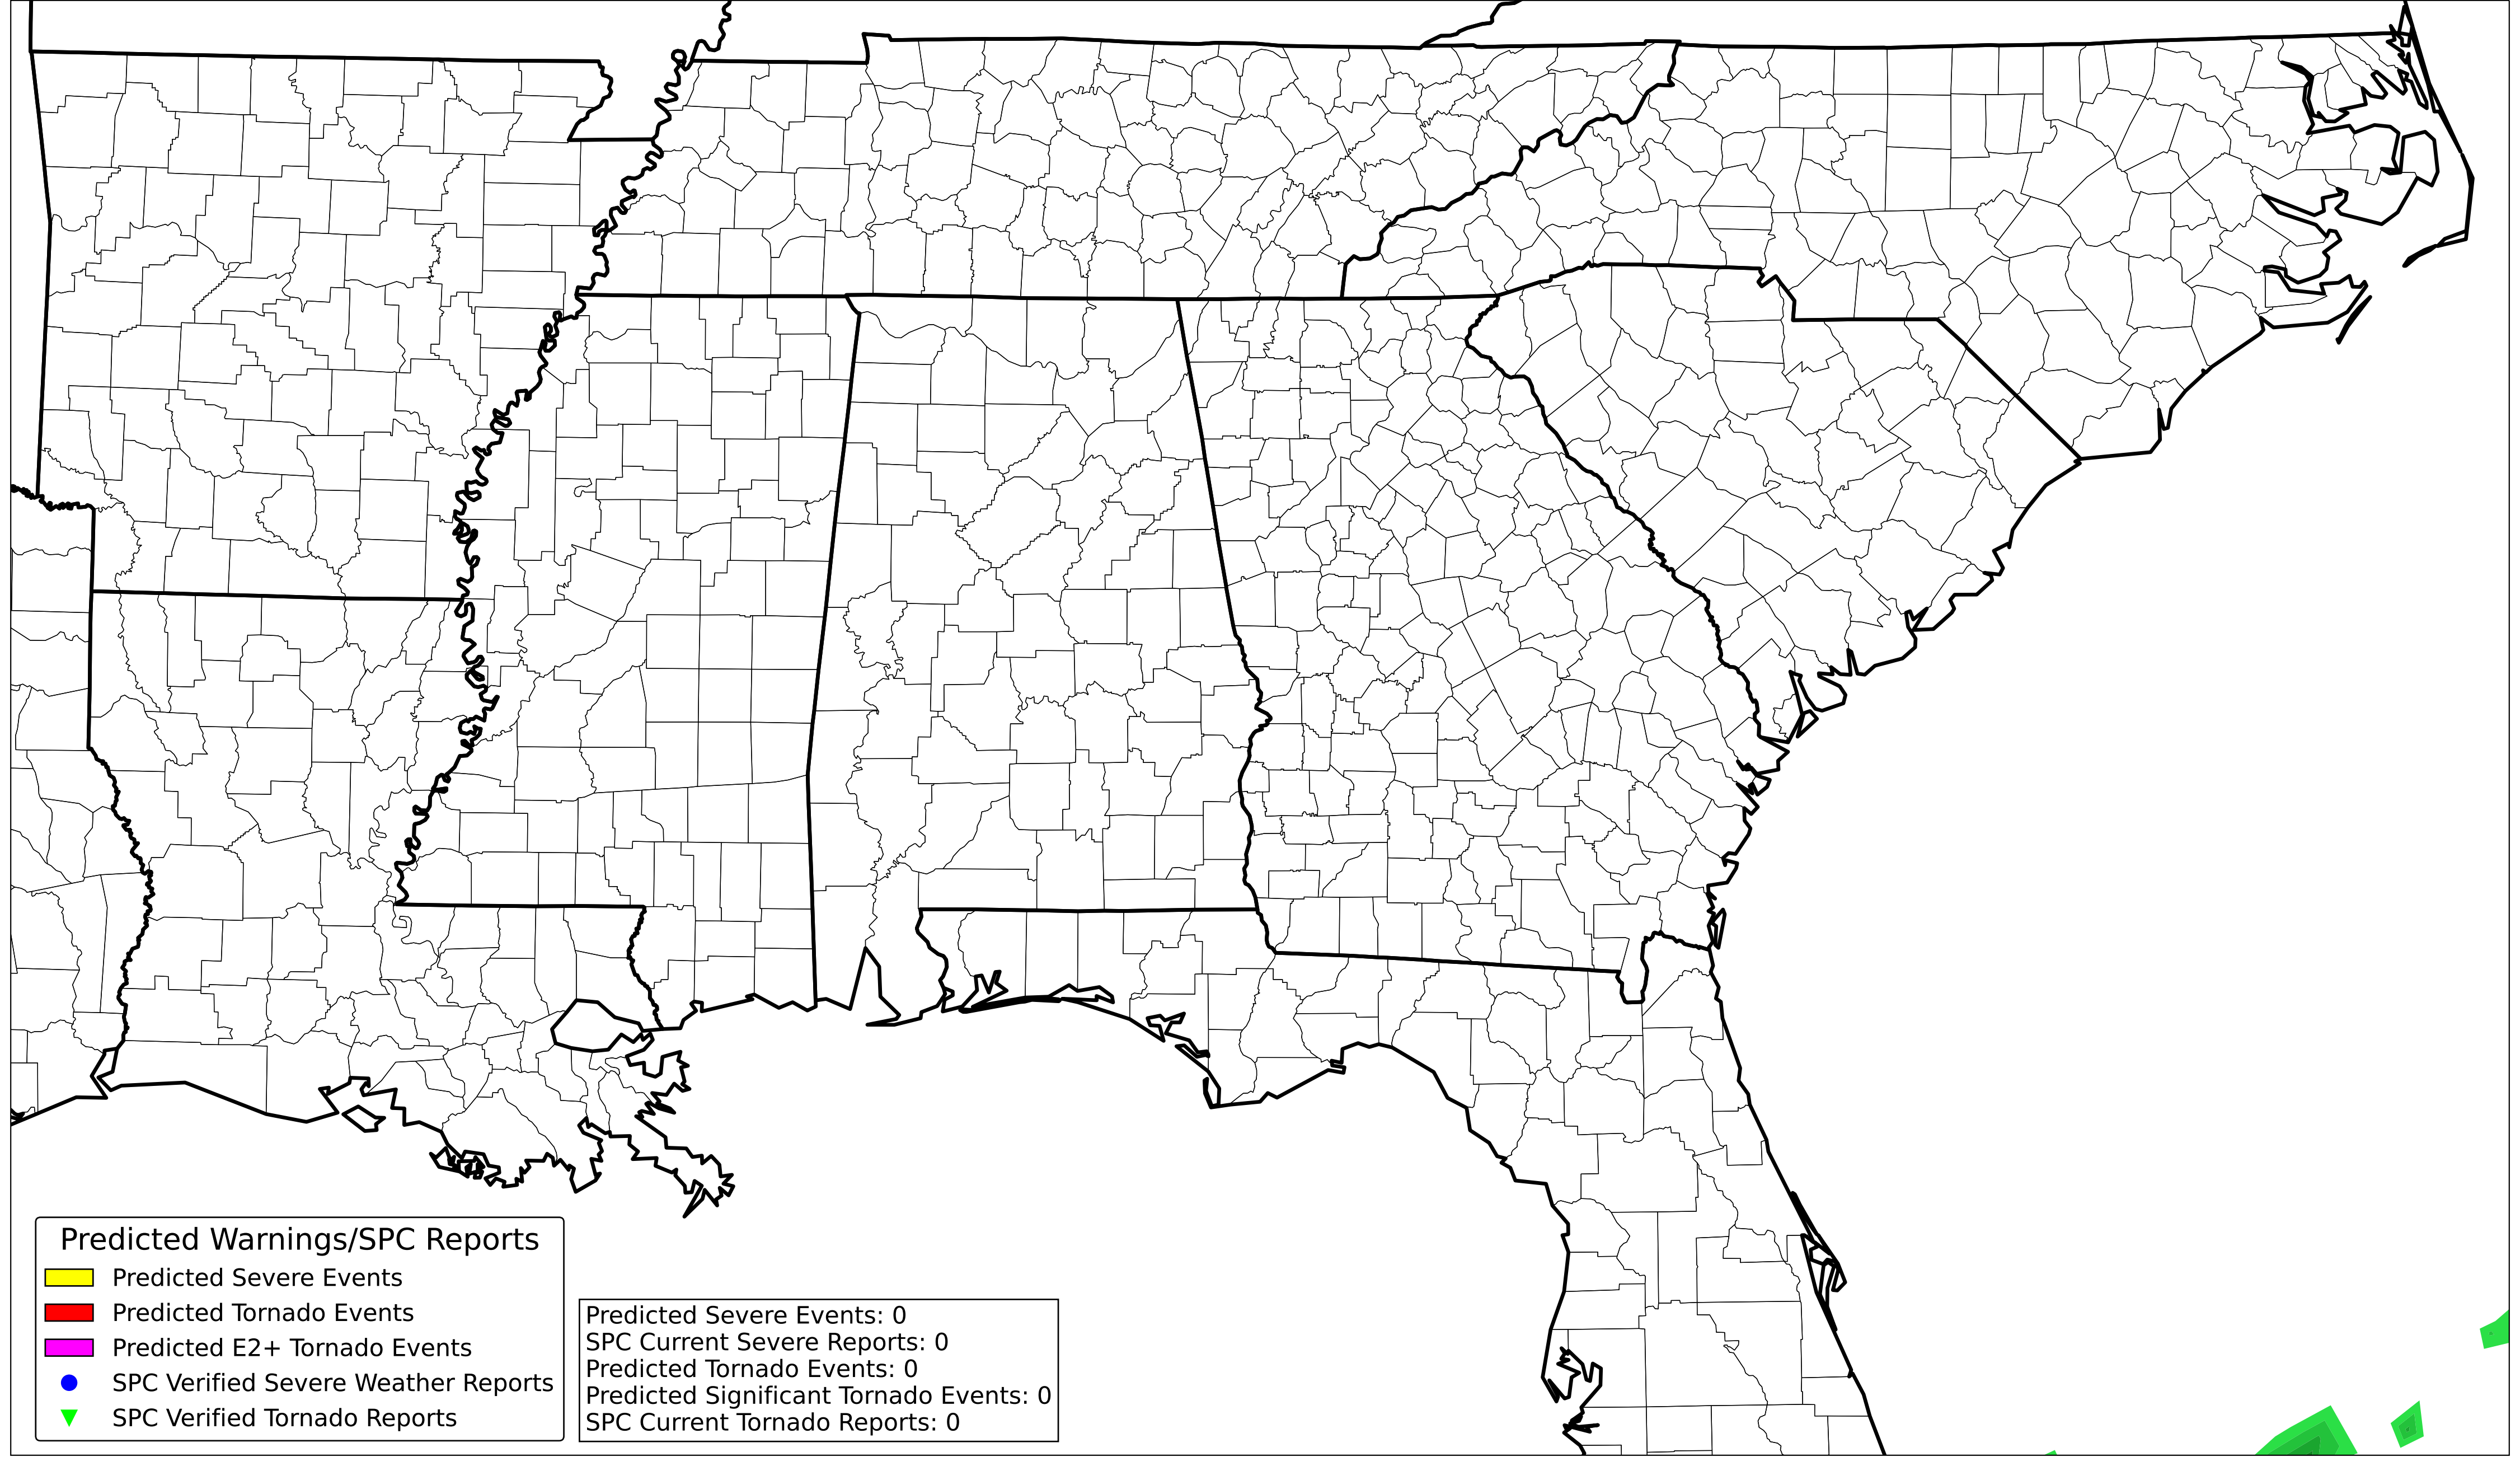 Predicted Warnings/SPC Reports
Predicted Severe Events
Predicted Tornado Events
Predicted E2+ Tornado Events
SPC Verified Severe Weather Reports
SPC Verified Tornado Reports
Predicted Severe Events: 0
SPC Current Severe Reports: 0
Predicted Tornado Events: 0
Predicted Significant Tornado Events: 0
SPC Current Tornado Reports: 0